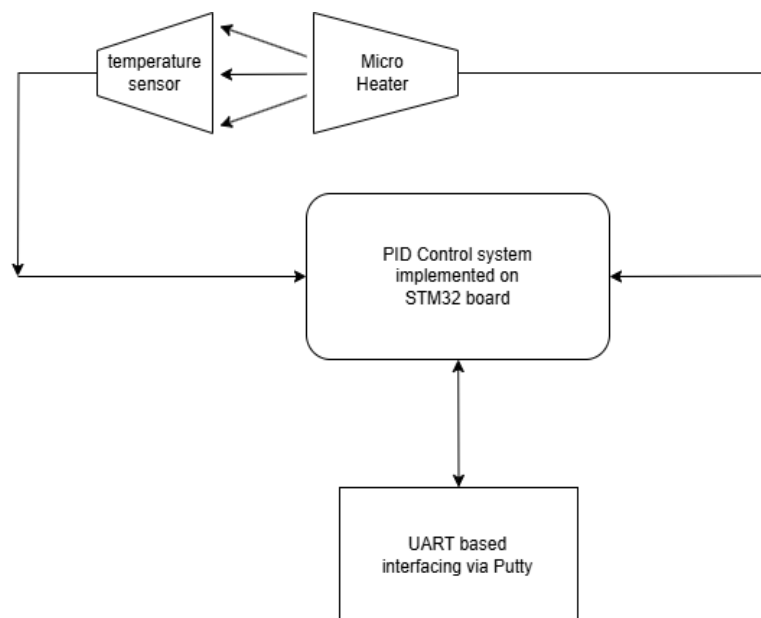 temperature
sensor
Micro
Heater
PID Control system
implemented on
STM32 board
UART based
interfacing via Putty